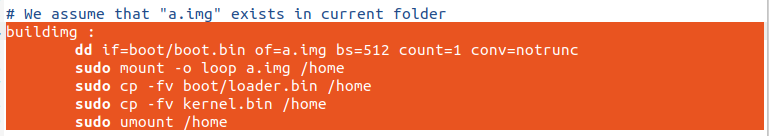 # We assume that "a.img" exists in current folder
buildimg :
	dd if=boot/boot.bin of=a.img bs=512 count=1 conv=notrunc
	sudo mount -o loop a.img /home
	sudo cp -fv boot/loader.bin /home
	sudo cp -fv kernel.bin /home
	sudo umount /home